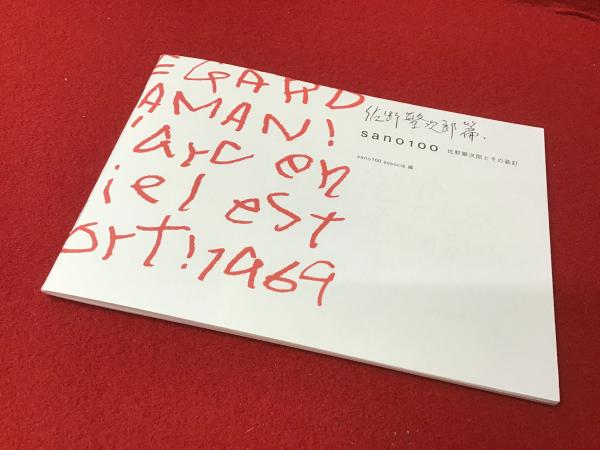 EGARD
AMAN!
'arc en
iel est
ort! 1969
佐野繁次郎篇.
sano100 佐野繁次郎とその装釘
sano100 associé 編